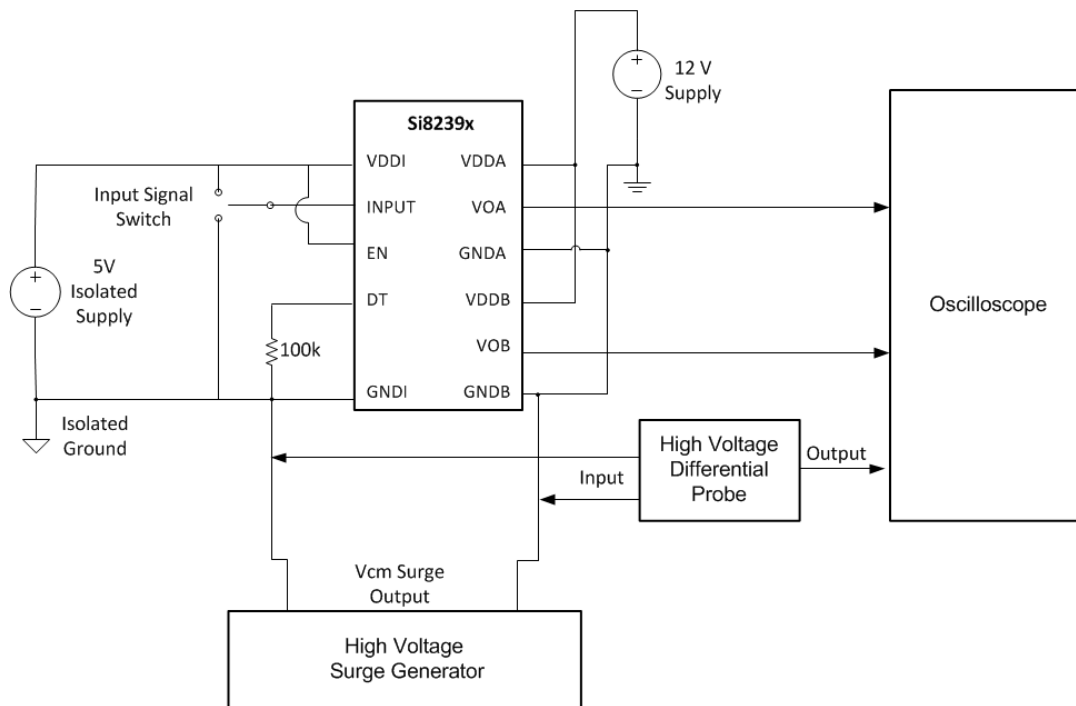 12 V
Supply
Si8239x
VDDI
VDDA
Input Signal
Switch
INPUT
VOA
EN
GNDA
5V
Isolated
Supply
+
−
+
−
DT
VDDB
Oscilloscope
100k
VOB
GNDI
GNDB
Isolated
Ground
High Voltage
Differential
Probe
Input
Output
Vcm Surge
Output
High Voltage
Surge Generator